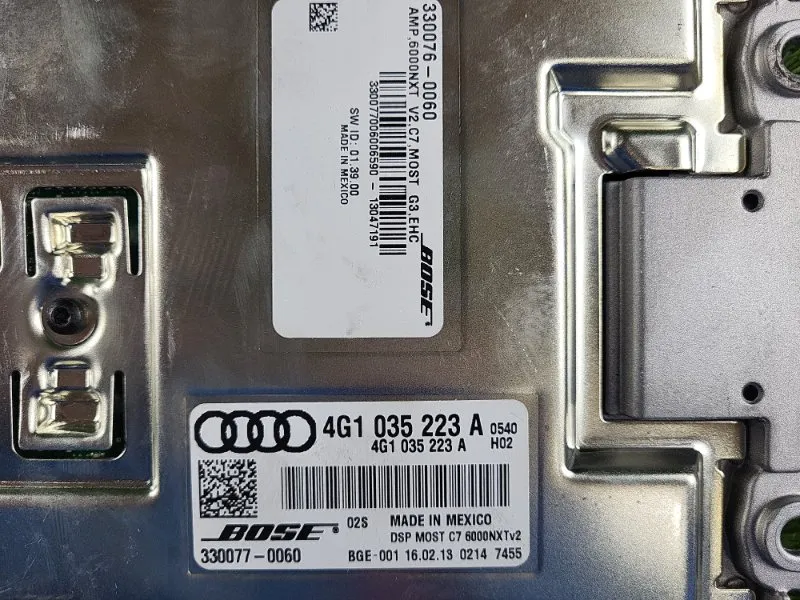 330076-0060
AMP,6000NXT V2,C7,MOST G3,EHC
330077006006590 - 13047191
SW ID: 01.39.00
MADE IN MEXICO
BOSE®
4G1 035 223 A 0540
4G1 035 223 A H02
BOSE® 02S MADE IN MEXICO
DSP MOST C7 6000NXTv2
330077-0060 BGE-001 16.02.13 0214 7455